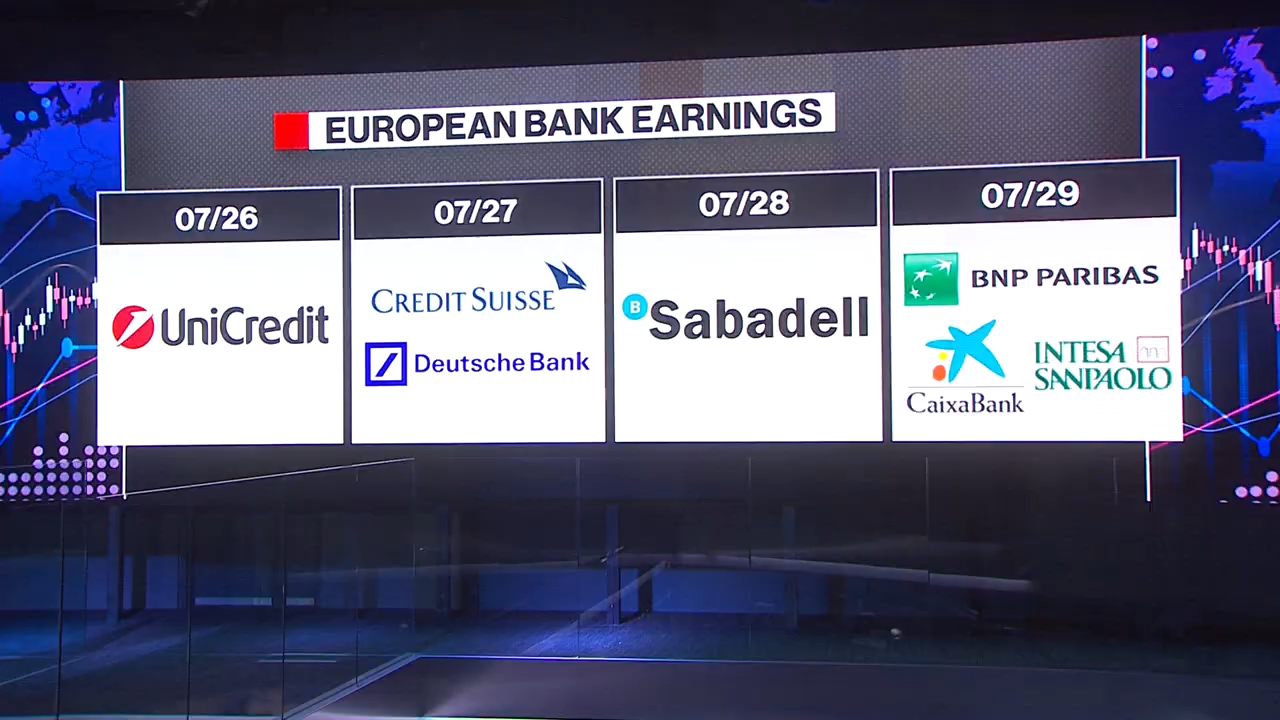 EUROPEAN BANK EARNINGS
07/26
UniCredit
07/27
CREDIT SUISSE
Deutsche Bank
07/28
B Sabadell
07/29
BNP PARIBAS
CaixaBank
INTESA
SANPAOLO